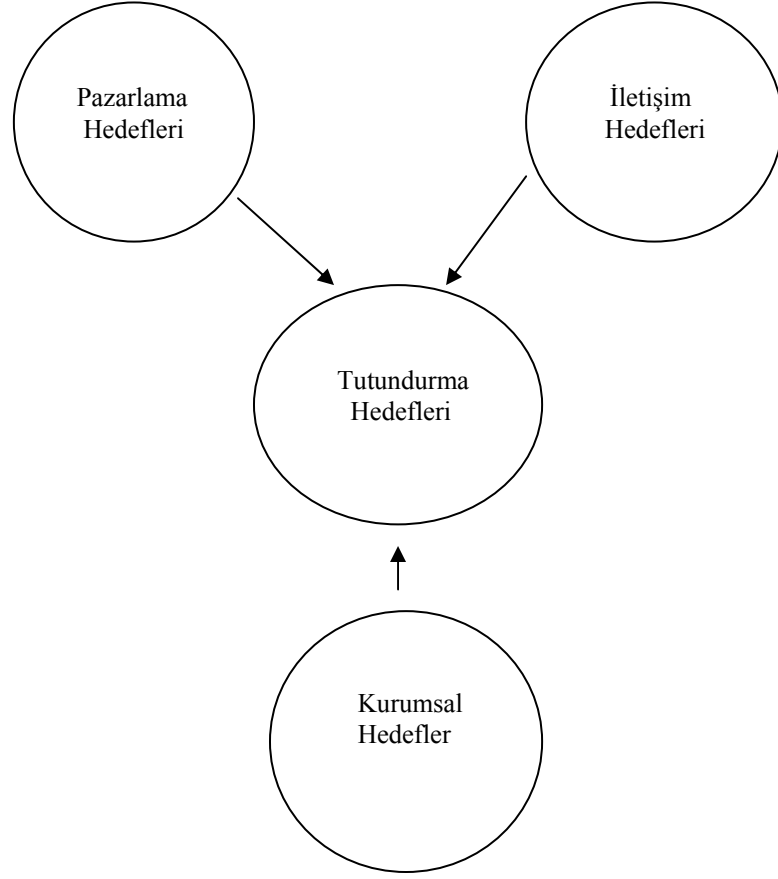 Pazarlama
Hedefleri
İletişim
Hedefleri
Tutundurma
Hedefleri
Kurumsal
Hedefler